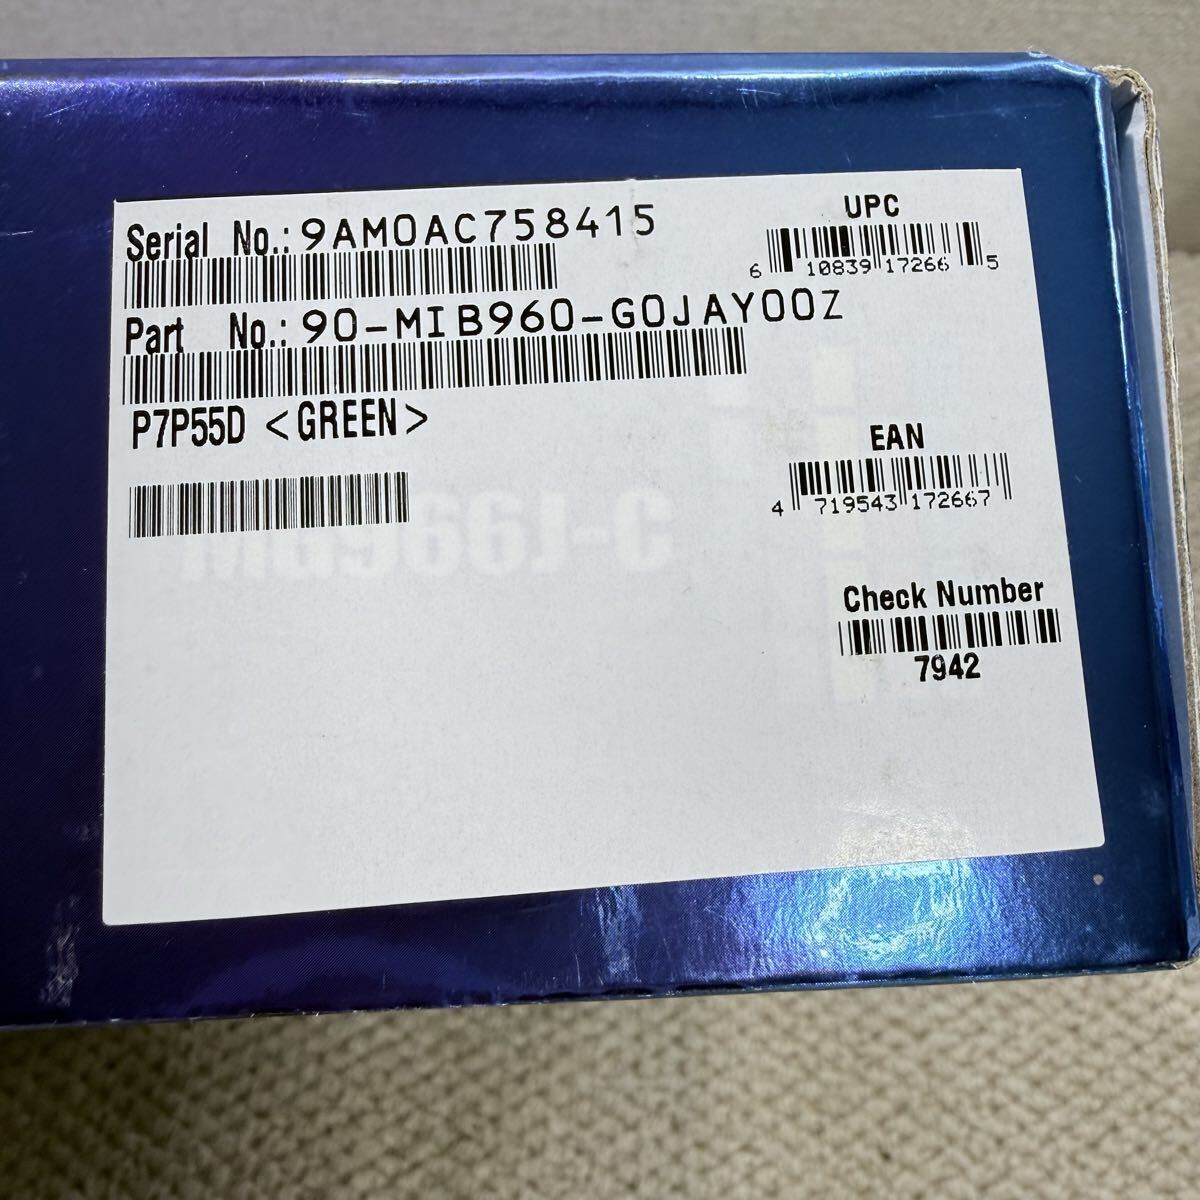 Serial No.: 9AM0AC758415
UPC
6 10839 17266 5
Part No.: 90-MIB960-G0JAY00Z
P7P55D <GREEN>
EAN
4 719543 172667
Check Number
7942